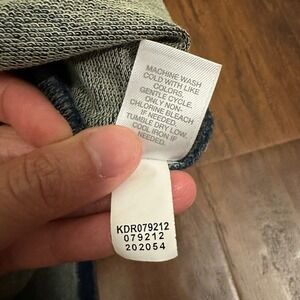 MACHINE WASH
COLD WITH LIKE
COLORS.
GENTLE CYCLE.
ONLY NON-
CHLORINE BLEACH
IF NEEDED.
TUMBLE DRY LOW.
COOL IRON IF
NEEDED.
KDR079212
079212
202054